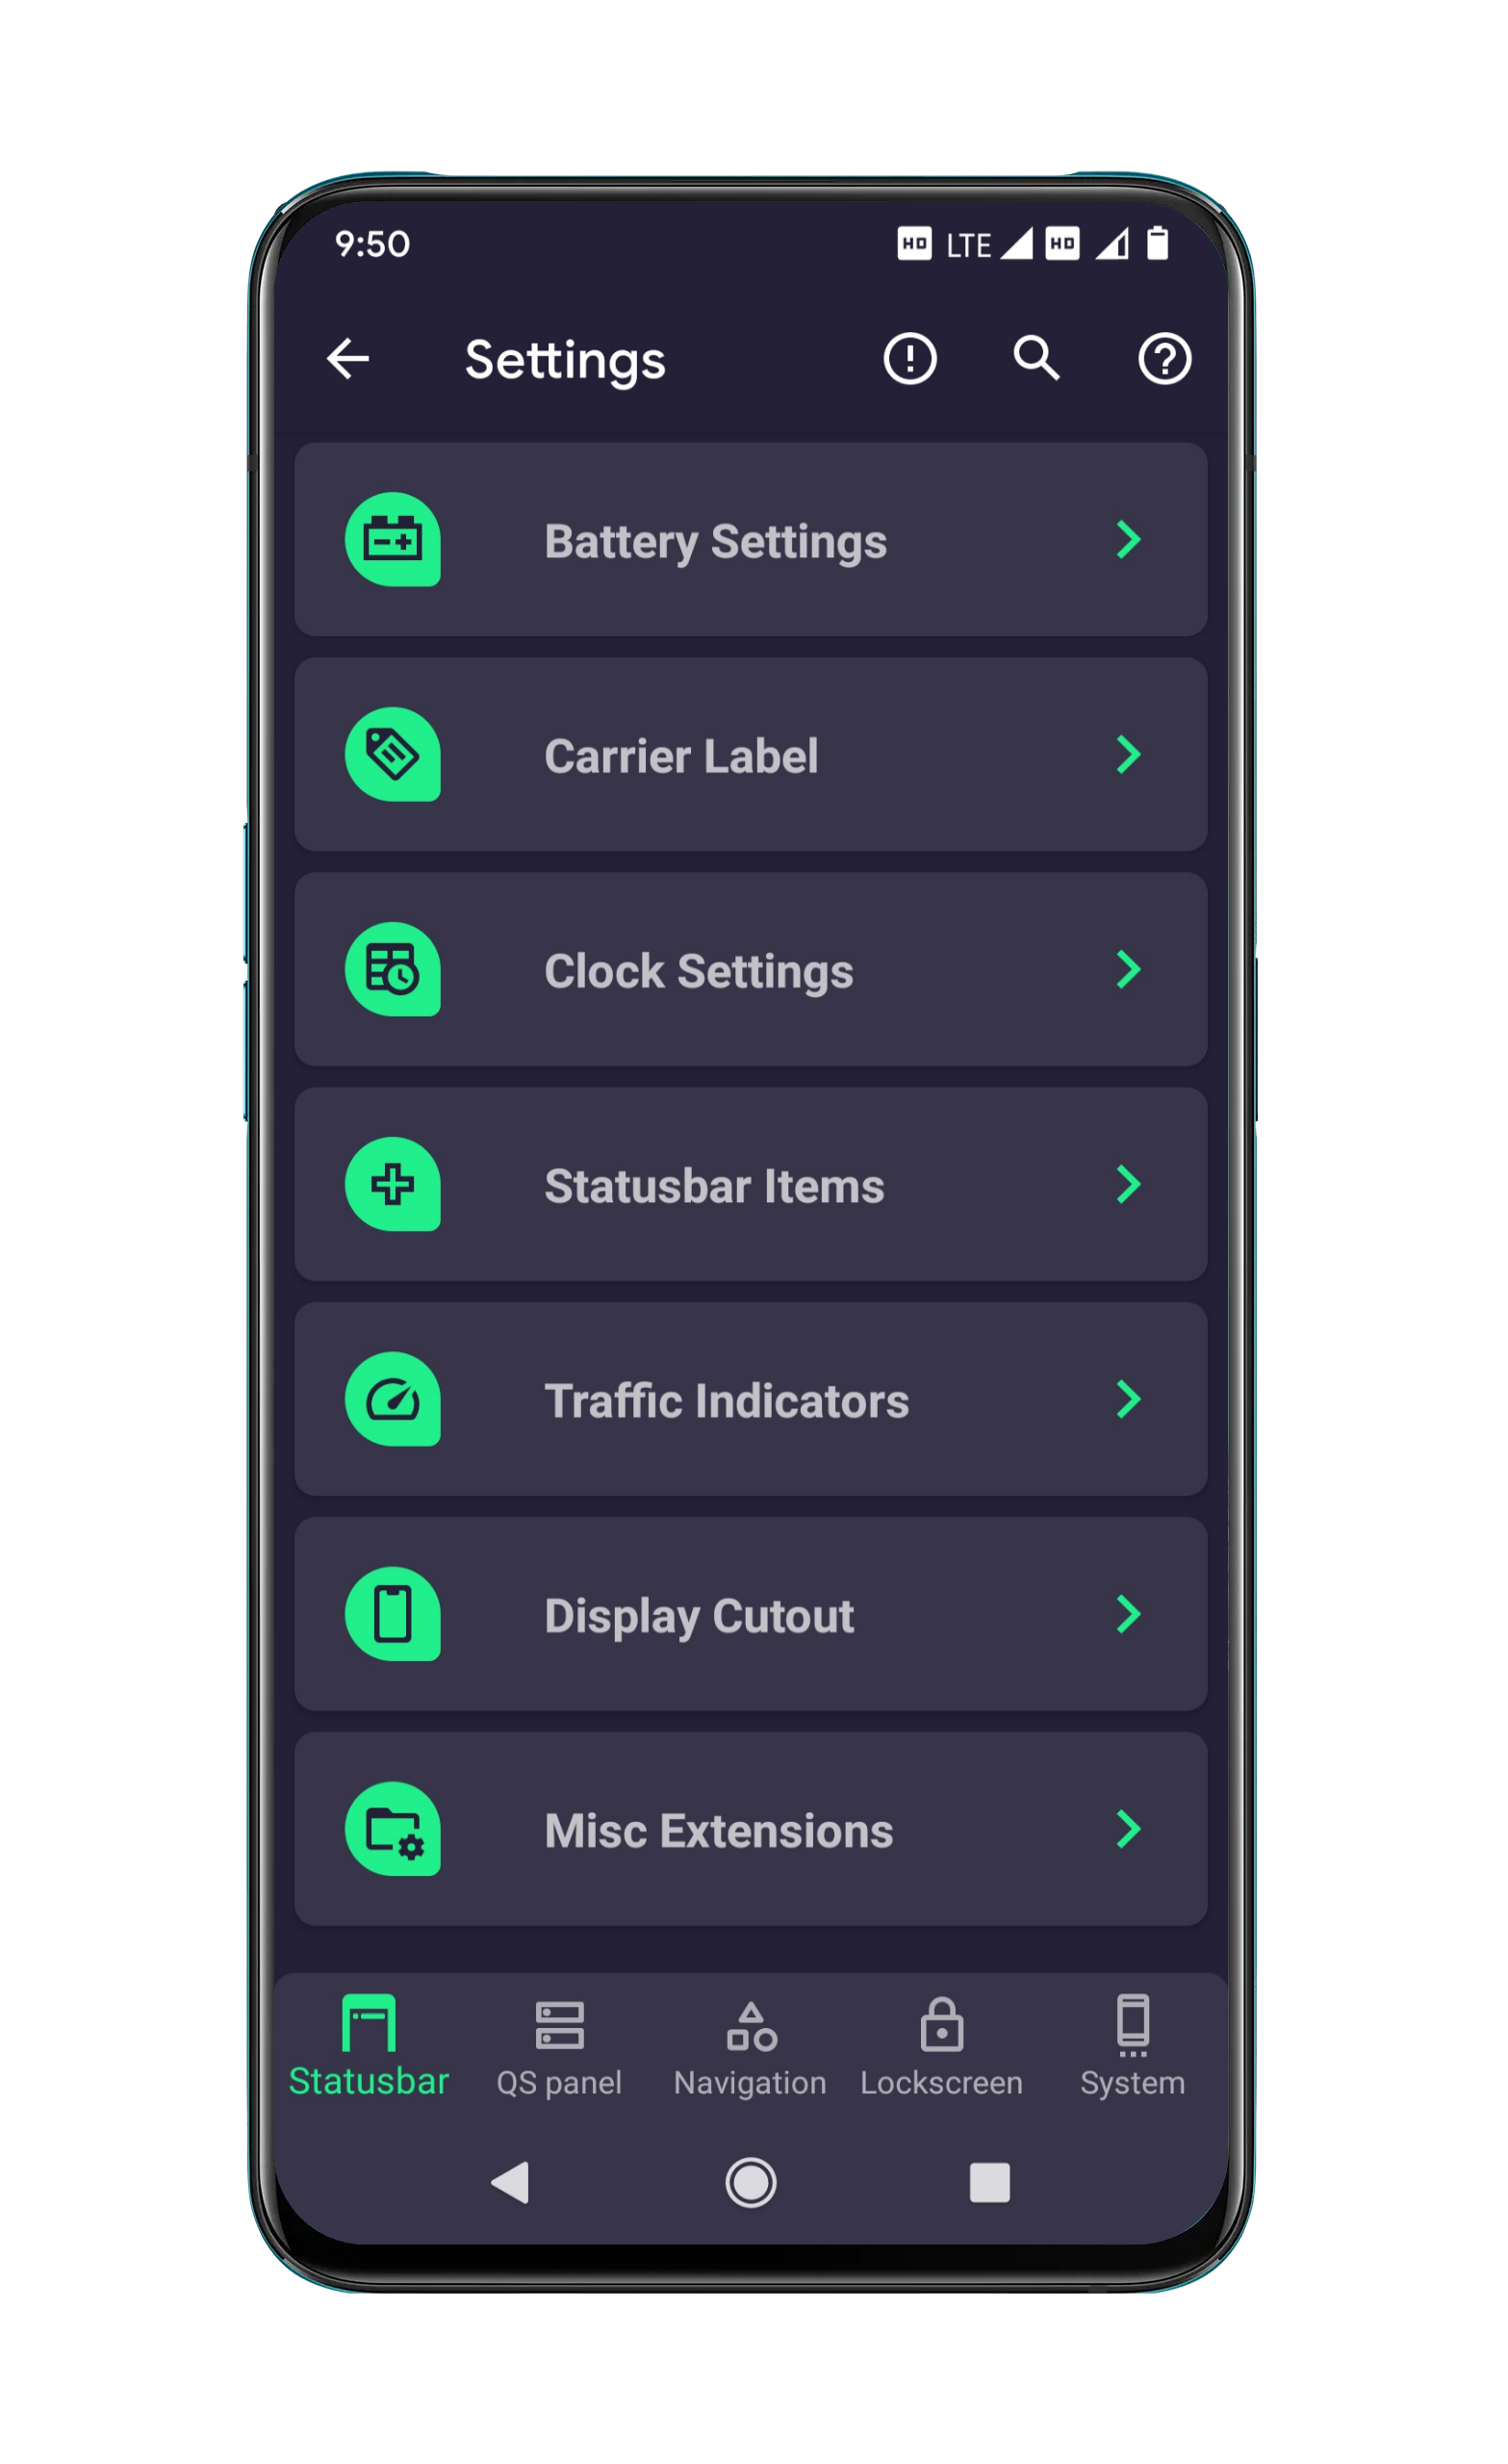 9:50 HD LTE HD
Settings
Battery Settings
Carrier Label
Clock Settings
Statusbar Items
Traffic Indicators
Display Cutout
Misc Extensions
Statusbar QS panel Navigation Lockscreen System